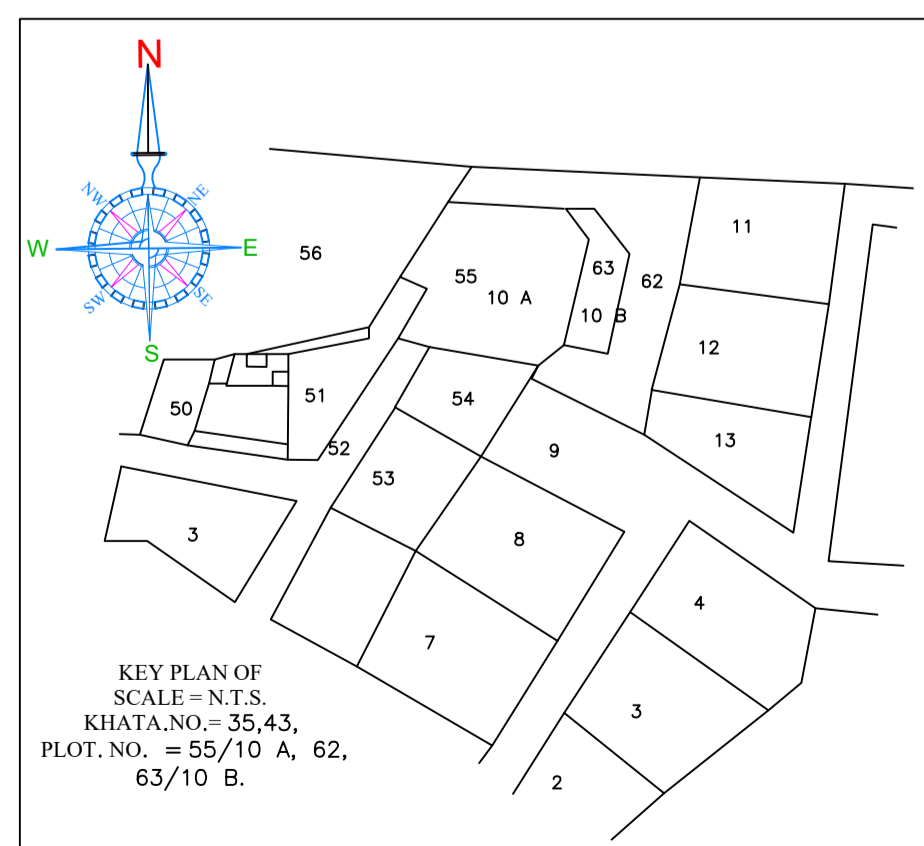 N
NW
NE
W
E
SW
SE
S
56
55
10 A
63
10 B
62
11
12
13
50
51
52
54
53
9
8
7
3
4
3
2
KEY PLAN OF
SCALE = N.T.S.
KHATA.NO.= 35,43,
PLOT. NO. = 55/10 A, 62,
63/10 B.